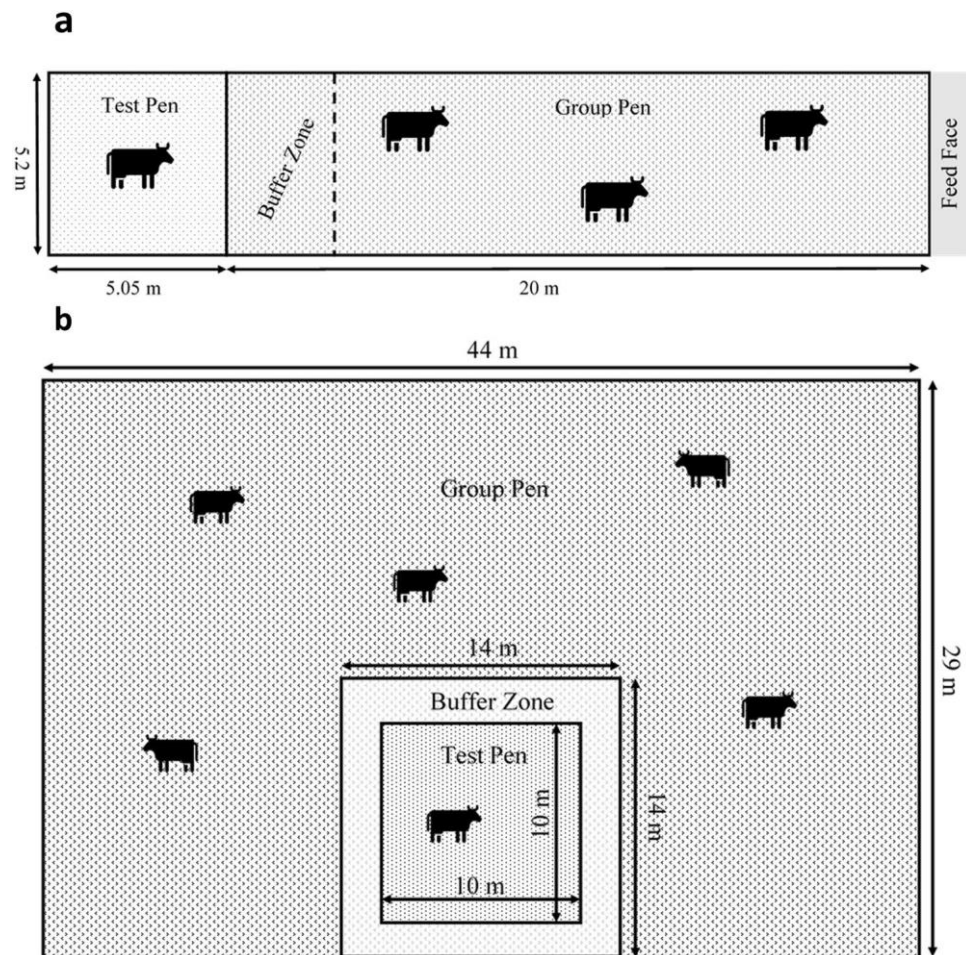 a
Test Pen
Buffer Zone
Group Pen
Feed Face
5.2 m
5.05 m
20 m
b
44 m
Group Pen
29 m
14 m
Buffer Zone
Test Pen
10 m
14 m
10 m